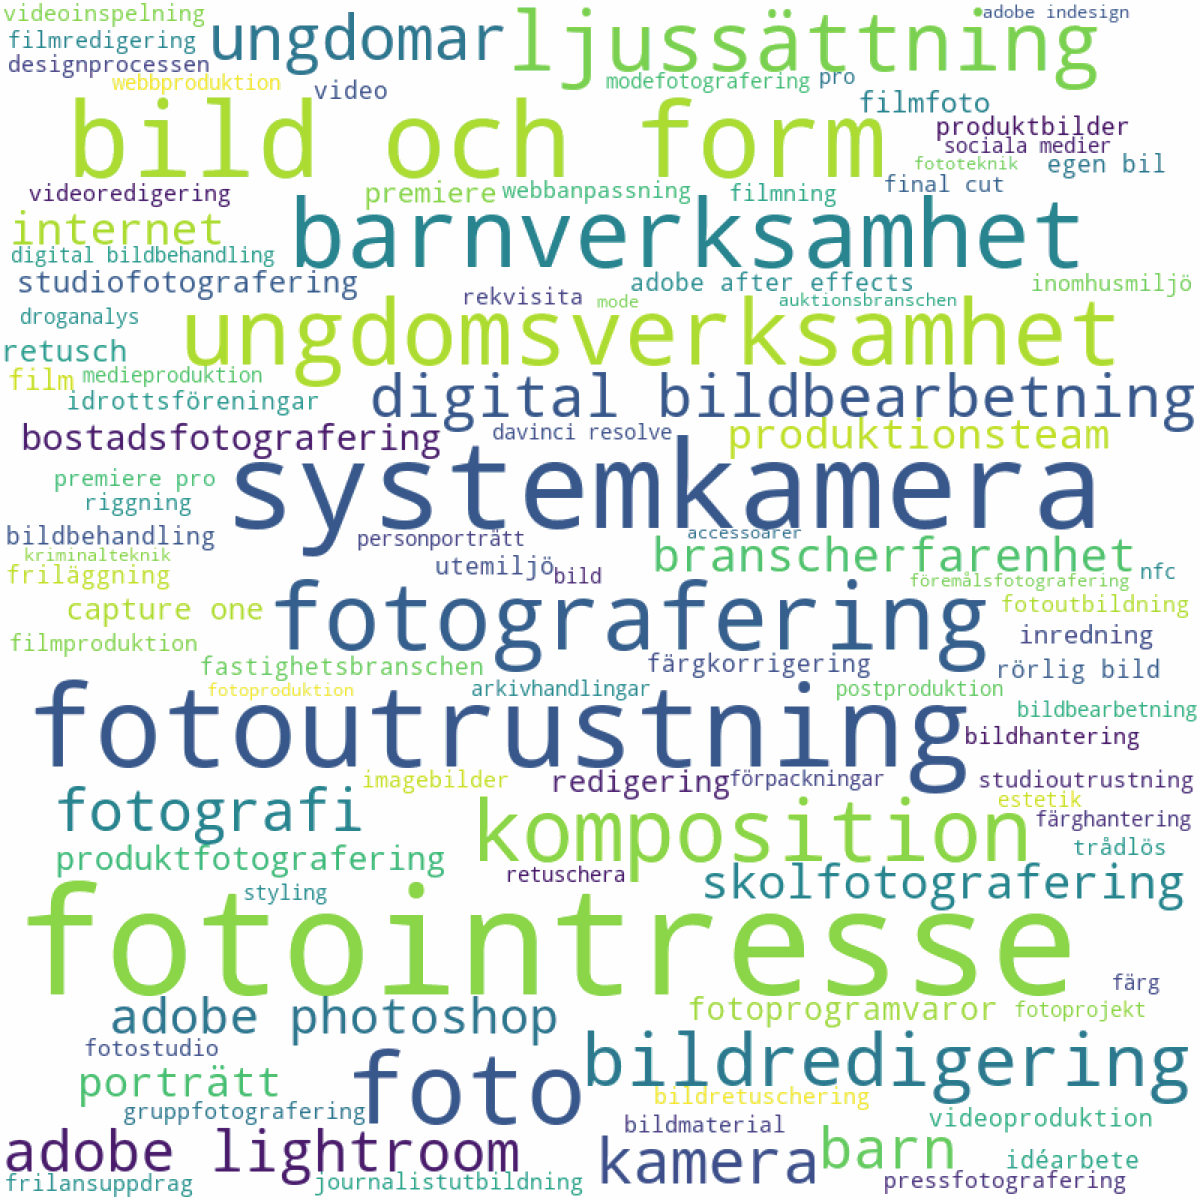 videoinspelning
adobe indesign
ungdomar
ljussättning
filmredigering
designprocessen
webbproduktion
video
modefotografering
pro
filmfoto
bild och form
produktbilder
sociala medier
fototeknik
egen bil
videoredigering
premiere
webbanpassning
filmning
final cut
internet
barnverksamhet
digital bildbehandling
studiofotografering
adobe after effects
inomhusmiljö
rekvisita
mode
auktionsbranschen
droganalys
ungdomsverksamhet
retusch
film
medieproduktion
idrottsföreningar
digital bildbearbetning
bostadsfotografering
davinci resolve
produktionsteam
systemkamera
premiere pro
riggning
bildbehandling
personporträtt
accessoarer
kriminalteknik
branscherfarenhet
friläggning
utemiljö
bild
föremålsfotografering
nfc
capture one
fotografering
fotoutbildning
filmproduktion
inredning
fastighetsbranschen
färgkorrigering
rörlig bild
fotoproduktion
arkivhandlingar
postproduktion
fotoutrustning
bildbearbetning
bildhantering
imagebilder
redigering
förpackningar
studioutrustning
fotografi
komposition
estetik
färghantering
produktfotografering
trådlös
retuschera
skolfotografering
styling
fotointresse
färg
adobe photoshop
fotoprogramvaror
fotoprojekt
fotostudio
foto
bildredigering
porträtt
bildretuschering
gruppfotografering
bildmaterial
videoproduktion
adobe lightroom
kamera
barn
idéarbete
frilansuppdrag
journalistutbildning
pressfotografering